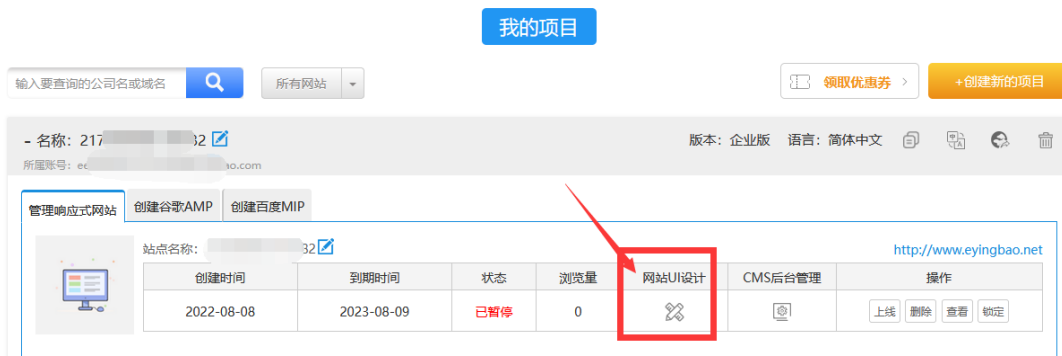 我的项目
输入要查询的公司名或域名 所有网站 领取优惠券 > +创建新的项目
- 名称：217 32 版本：企业版 语言：简体中文
所属账号：ee ao.com
管理响应式网站 创建谷歌AMP 创建百度MIP
站点名称： 32 http://www.eyingbao.net
创建时间 到期时间 状态 浏览量 网站UI设计 CMS后台管理 操作
2022-08-08 2023-08-09 已暂停 0 上线 删除 查看 锁定